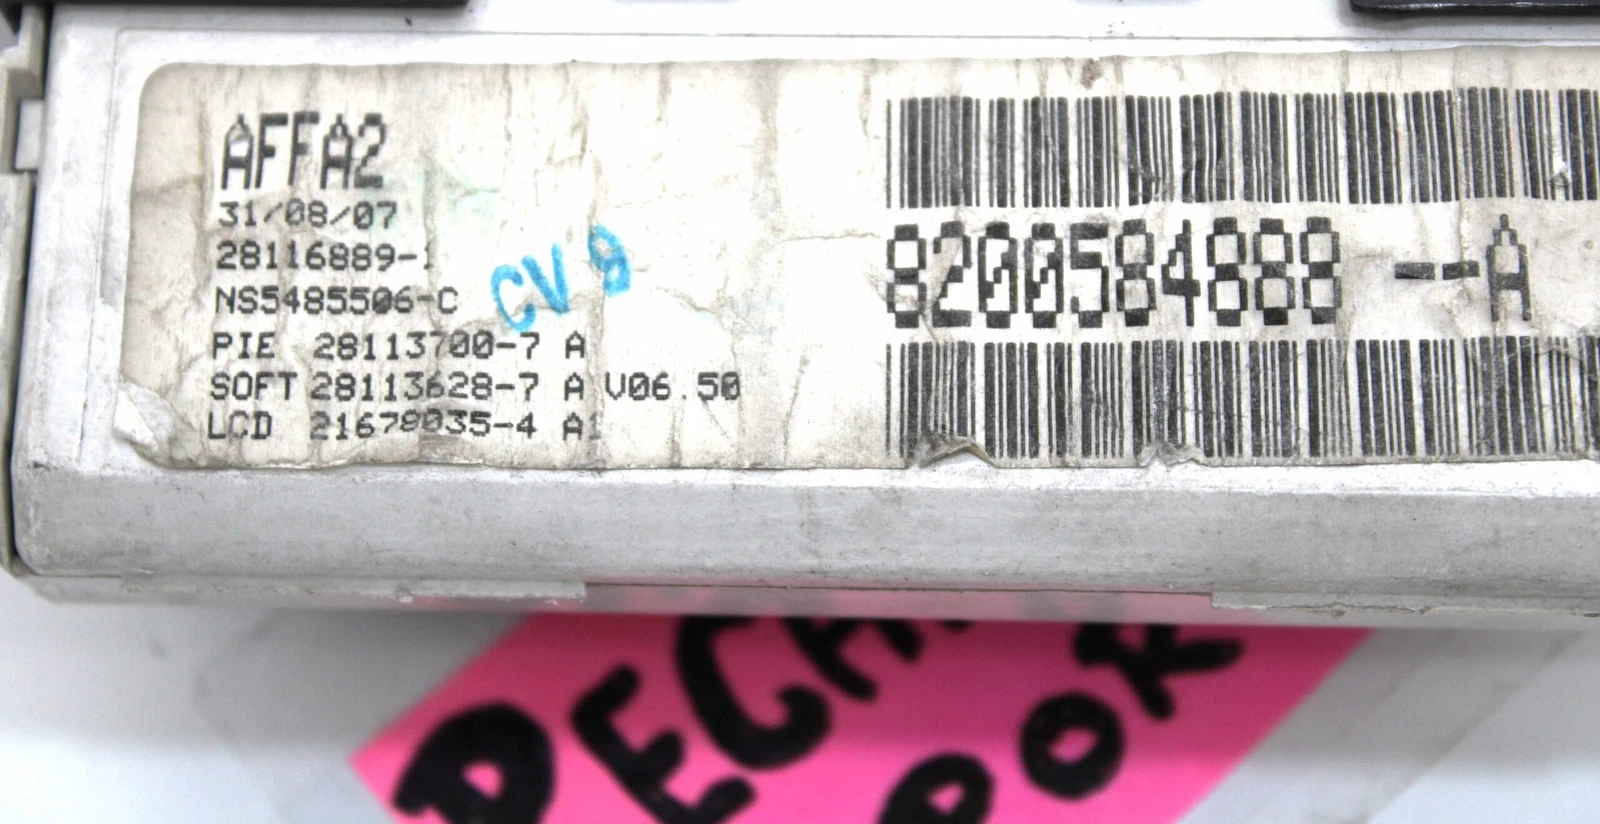 AFFA2
31/08/07
28116889-1
NS5485506-C
CV 9
PIE 28113700-7 A
SOFT 28113628-7 A V06.50
LCD 21678035-4 A1
8200584888 --A